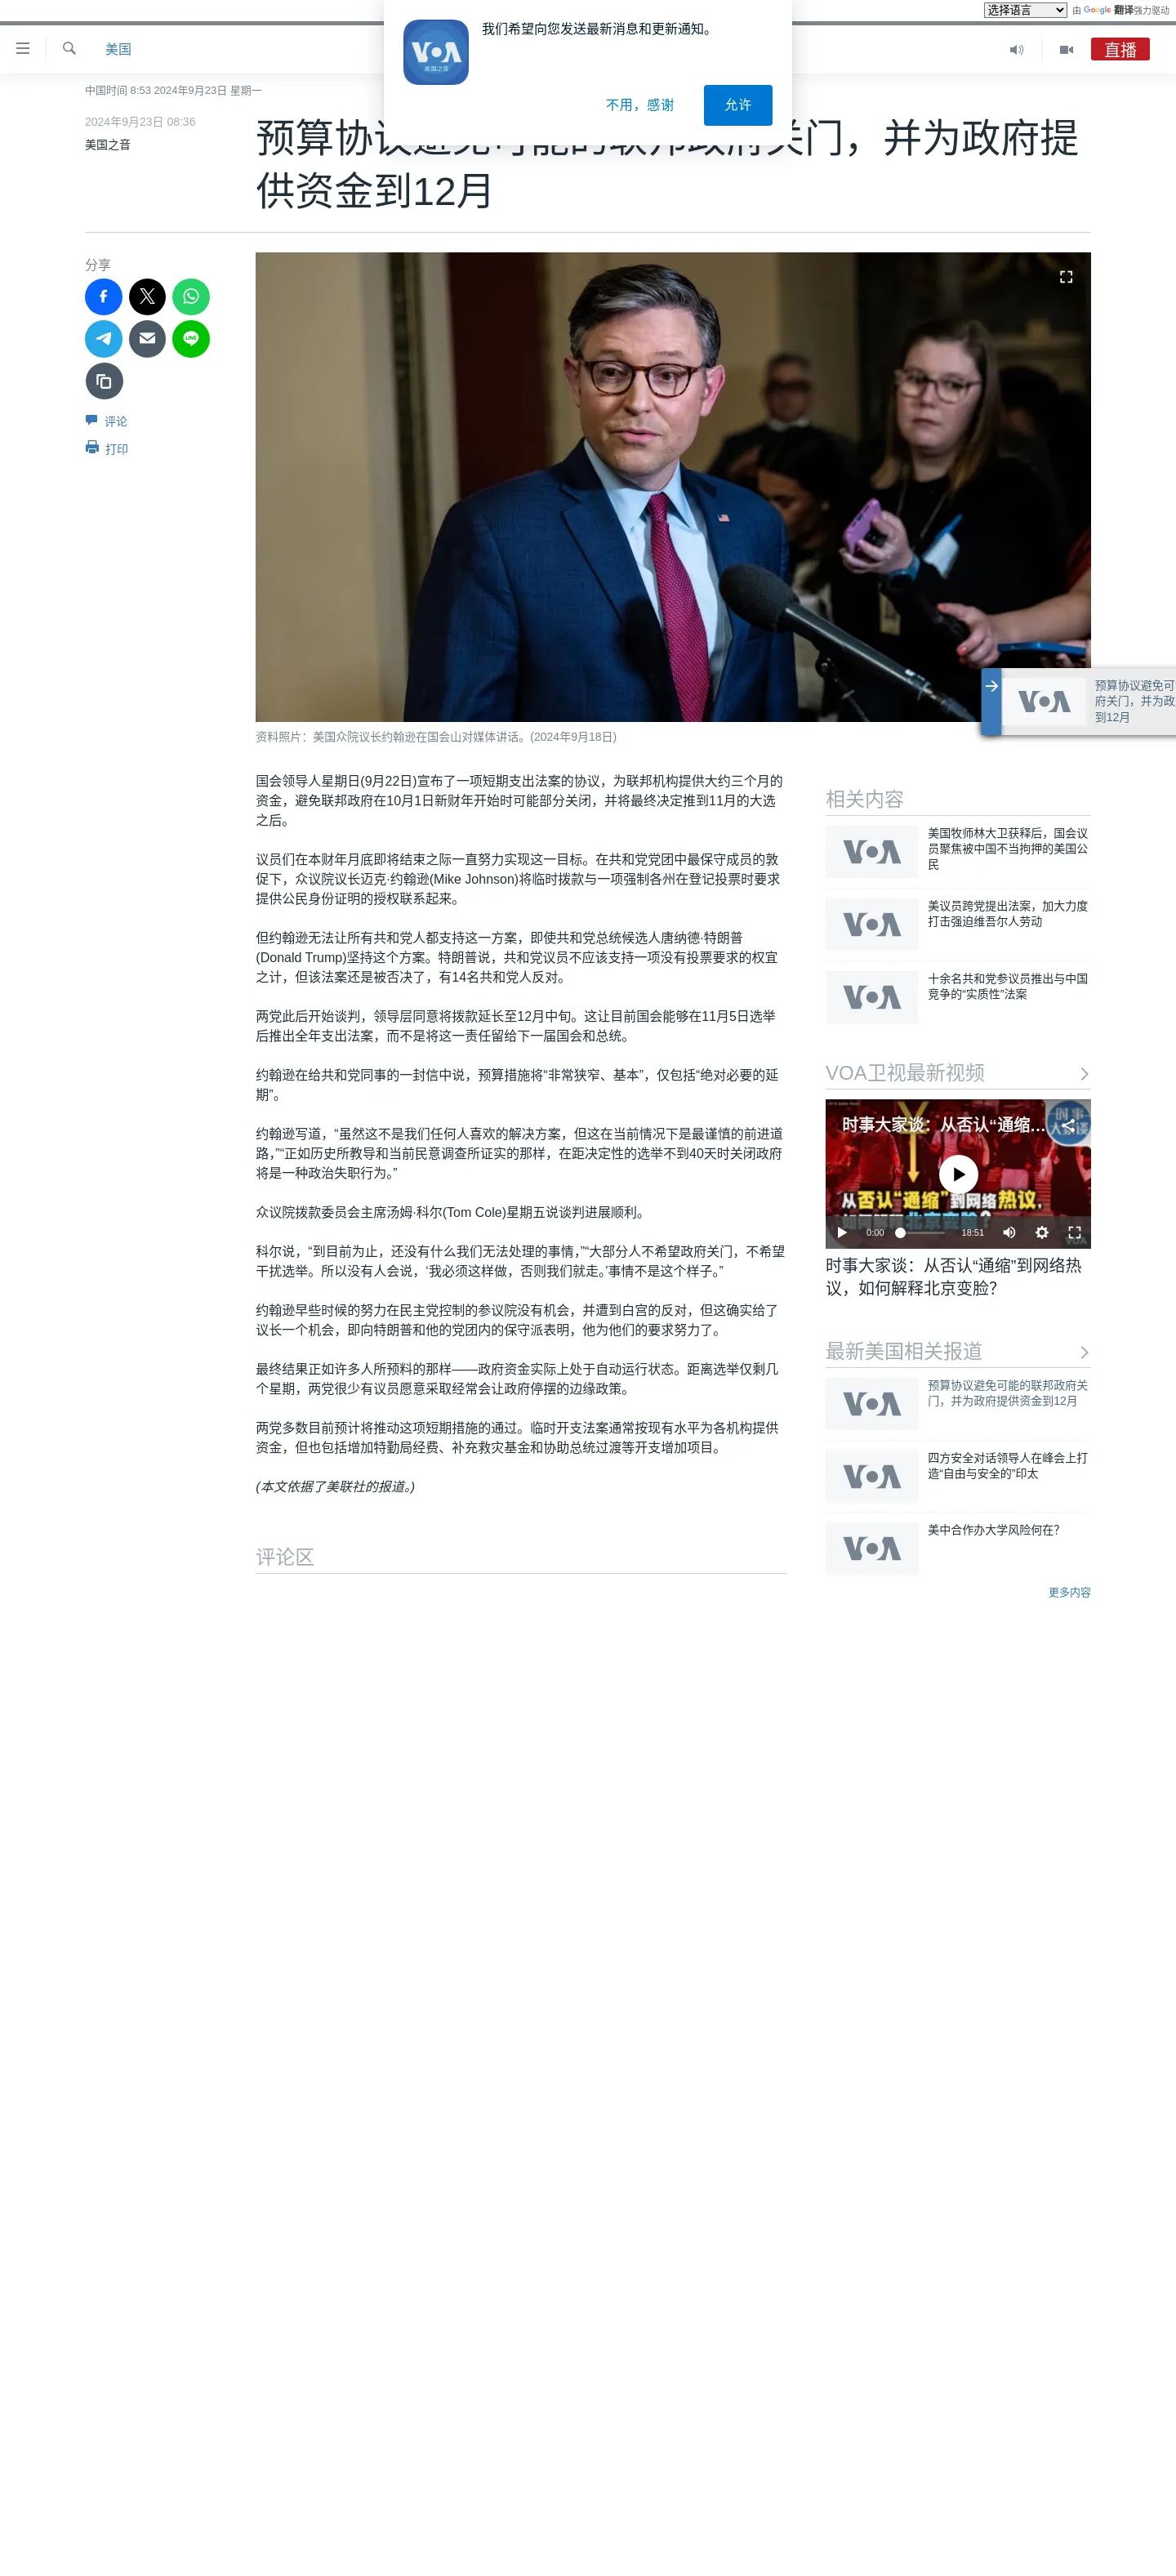 选择语言
由 Google 翻译强力驱动
我们希望向您发送最新消息和更新通知。
VOA
美国之音
不用，感谢
允许
美国
直播
中国时间 8:53 2024年9月23日 星期一
2024年9月23日 08:36
美国之音
预算协议避免可能的联邦政府关门，并为政府提
供资金到12月
分享
评论
打印
资料照片：美国众院议长约翰逊在国会山对媒体讲话。(2024年9月18日)
VOA
预算协议避免可
府关门，并为政
到12月
国会领导人星期日(9月22日)宣布了一项短期支出法案的协议，为联邦机构提供大约三个月的
资金，避免联邦政府在10月1日新财年开始时可能部分关闭，并将最终决定推到11月的大选
之后。
议员们在本财年月底即将结束之际一直努力实现这一目标。在共和党党团中最保守成员的敦
促下，众议院议长迈克·约翰逊(Mike Johnson)将临时拨款与一项强制各州在登记投票时要求
提供公民身份证明的授权联系起来。
但约翰逊无法让所有共和党人都支持这一方案，即使共和党总统候选人唐纳德·特朗普
(Donald Trump)坚持这个方案。特朗普说，共和党议员不应该支持一项没有投票要求的权宜
之计，但该法案还是被否决了，有14名共和党人反对。
两党此后开始谈判，领导层同意将拨款延长至12月中旬。这让目前国会能够在11月5日选举
后推出全年支出法案，而不是将这一责任留给下一届国会和总统。
约翰逊在给共和党同事的一封信中说，预算措施将“非常狭窄、基本”，仅包括“绝对必要的延
期”。
约翰逊写道，“虽然这不是我们任何人喜欢的解决方案，但这在当前情况下是最谨慎的前进道
路，”“正如历史所教导和当前民意调查所证实的那样，在距决定性的选举不到40天时关闭政府
将是一种政治失职行为。”
众议院拨款委员会主席汤姆·科尔(Tom Cole)星期五说谈判进展顺利。
科尔说，“到目前为止，还没有什么我们无法处理的事情，”“大部分人不希望政府关门，不希望
干扰选举。所以没有人会说，‘我必须这样做，否则我们就走。’事情不是这个样子。”
约翰逊早些时候的努力在民主党控制的参议院没有机会，并遭到白宫的反对，但这确实给了
议长一个机会，即向特朗普和他的党团内的保守派表明，他为他们的要求努力了。
最终结果正如许多人所预料的那样——政府资金实际上处于自动运行状态。距离选举仅剩几
个星期，两党很少有议员愿意采取经常会让政府停摆的边缘政策。
两党多数目前预计将推动这项短期措施的通过。临时开支法案通常按现有水平为各机构提供
资金，但也包括增加特勤局经费、补充救灾基金和协助总统过渡等开支增加项目。
(本文依据了美联社的报道。)
评论区
相关内容
VOA
美国牧师林大卫获释后，国会议
员聚焦被中国不当拘押的美国公
民
VOA
美议员跨党提出法案，加大力度
打击强迫维吾尔人劳动
VOA
十余名共和党参议员推出与中国
竞争的“实质性”法案
VOA卫视最新视频
时事大家谈：从否认“通缩...
时事
大家谈
从否认“通缩”到网络热议，
0:00
18:51
VOA
时事大家谈：从否认“通缩”到网络热
议，如何解释北京变脸？
最新美国相关报道
VOA
预算协议避免可能的联邦政府关
门，并为政府提供资金到12月
VOA
四方安全对话领导人在峰会上打
造“自由与安全的”印太
VOA
美中合作办大学风险何在？
更多内容